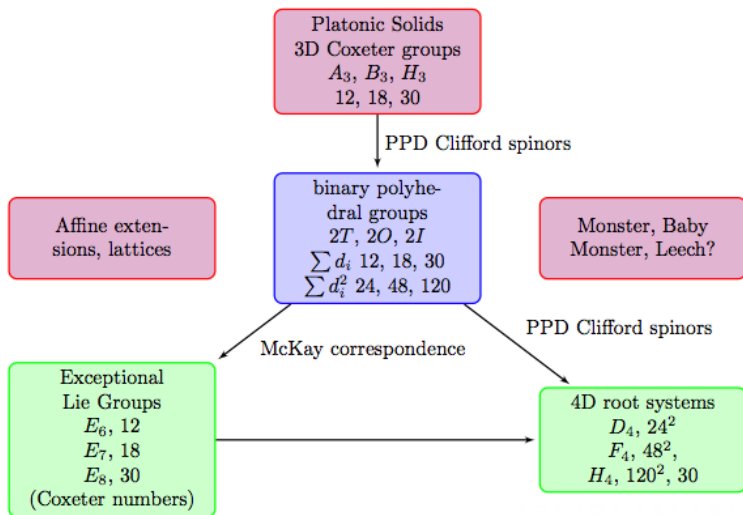 Platonic Solids
3D Coxeter groups
A₃, B₃, H₃
12, 18, 30
PPD Clifford spinors
binary polyhe-
dral groups
2T, 2O, 2I
∑ dᵢ 12, 18, 30
∑ dᵢ² 24, 48, 120
Affine exten-
sions, lattices
Monster, Baby
Monster, Leech?
PPD Clifford spinors
McKay correspondence
Exceptional
Lie Groups
E₆, 12
E₇, 18
E₈, 30
(Coxeter numbers)
4D root systems
D₄, 24²
F₄, 48²,
H₄, 120², 30